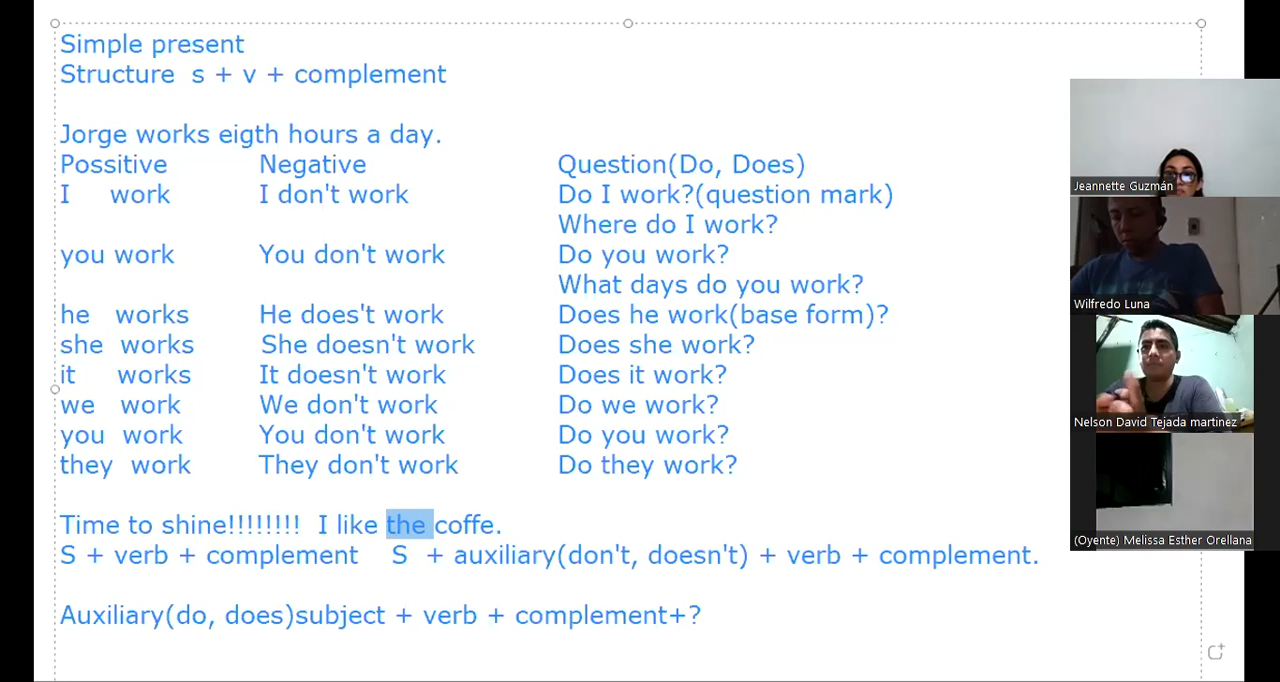 Simple present
Structure s + v + complement
Jorge works eigth hours a day.
Possitive Negative Question(Do, Does)
I work I don't work Do I work?(question mark)
Where do I work?
you work You don't work Do you work?
What days do you work?
he works He does't work Does he work(base form)?
she works She doesn't work Does she work?
it works It doesn't work Does it work?
we work We don't work Do we work?
you work You don't work Do you work?
they work They don't work Do they work?
Time to shine!!!!!!!! I like the coffe.
S + verb + complement S + auxiliary(don't, doesn't) + verb + complement.
Auxiliary(do, does)subject + verb + complement+?
Jeannette Guzmán
Wilfredo Luna
Nelson David Tejada martinez
(Oyente) Melissa Esther Orellana